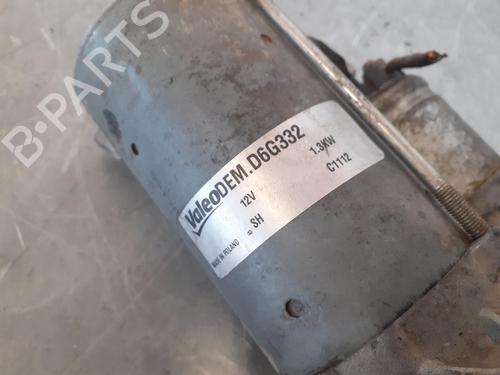 B-PARTS
ValeoDEM.D6G332
12V 1.3KW
SH C1112
MADE IN POLAND